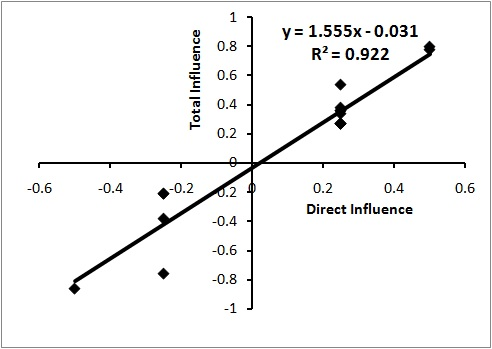 1
y = 1.555x - 0.031
R² = 0.922
0.8
0.6
0.4
0.2
0
-0.2
-0.4
-0.6
-0.8
-1
Total Influence
-0.6 -0.4 -0.2 0 0.2 0.4 0.6
Direct Influence